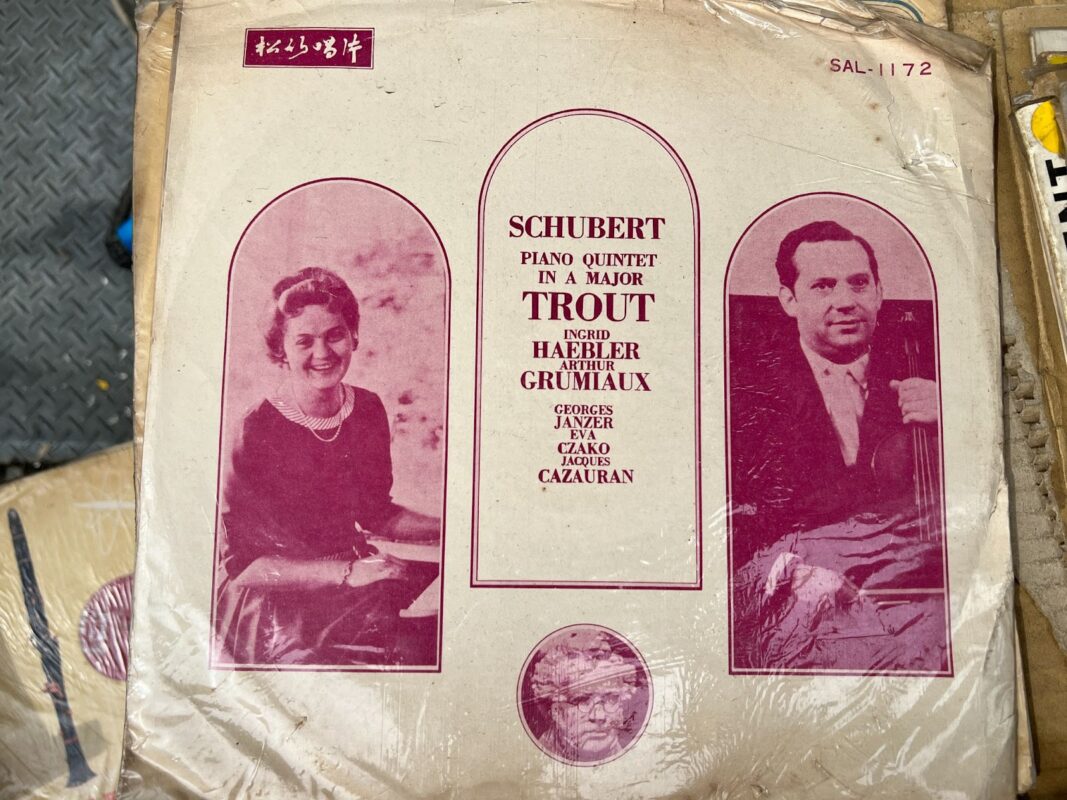 松竹唱片
SAL-1172
SCHUBERT
PIANO QUINTET
IN A MAJOR
TROUT
INGRID
HAEBLER
ARTHUR
GRUMIAUX
GEORGES
JANZER
EVA
CZAKO
JACQUES
CAZAURAN